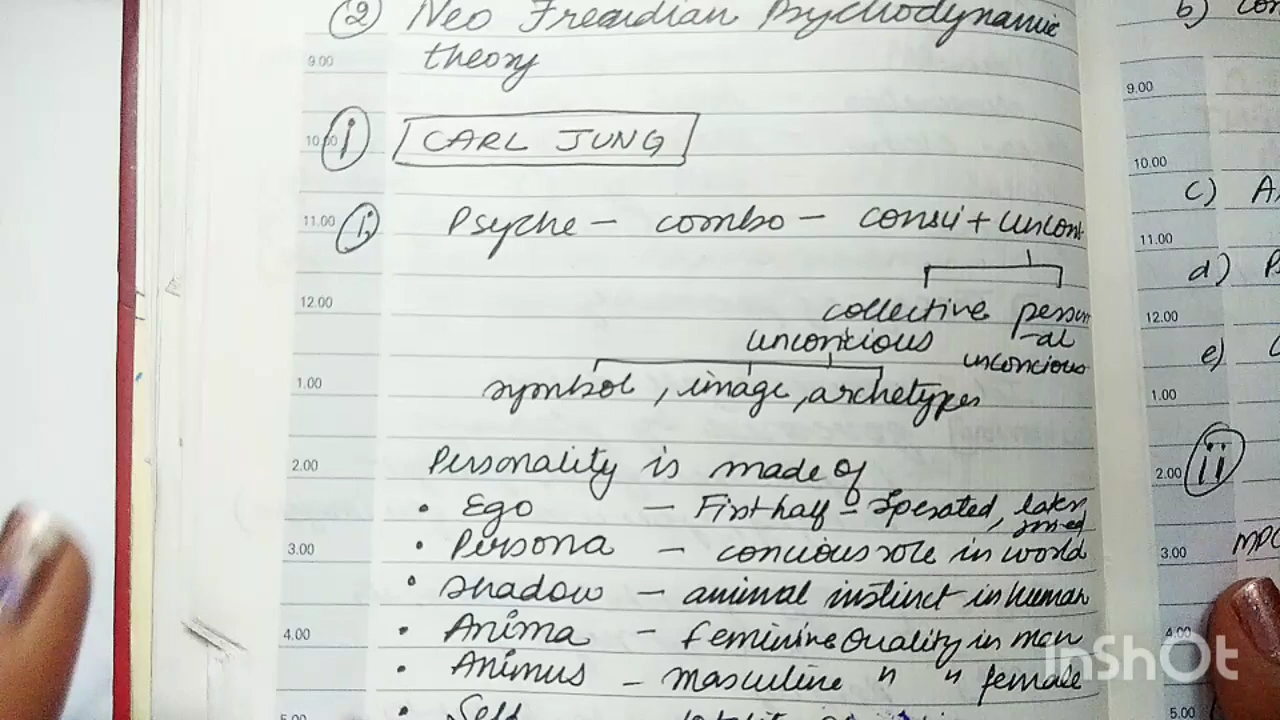 ② Neo Freudian Psychodynamic
theory
9.00
10.00
i CARL JUNG
11.00
i, Psyche - combo - consci + uncons
collective person
-al
unconcious unconcious
12.00
symbol, image, archetypes
1.00
Personality is made of
2.00
• Ego - First half - seperated, later
joined
• Persona - concious role in world
3.00
• Shadow - animal instinct in human
• Anima - feminine Quality in men
4.00
• Animus - masculine " " female
• Self
5.00
b) con
9.00
10.00
c)
11.00
d)
12.00
e)
1.00
2.00
ii
3.00
4.00
5.00
InShOt